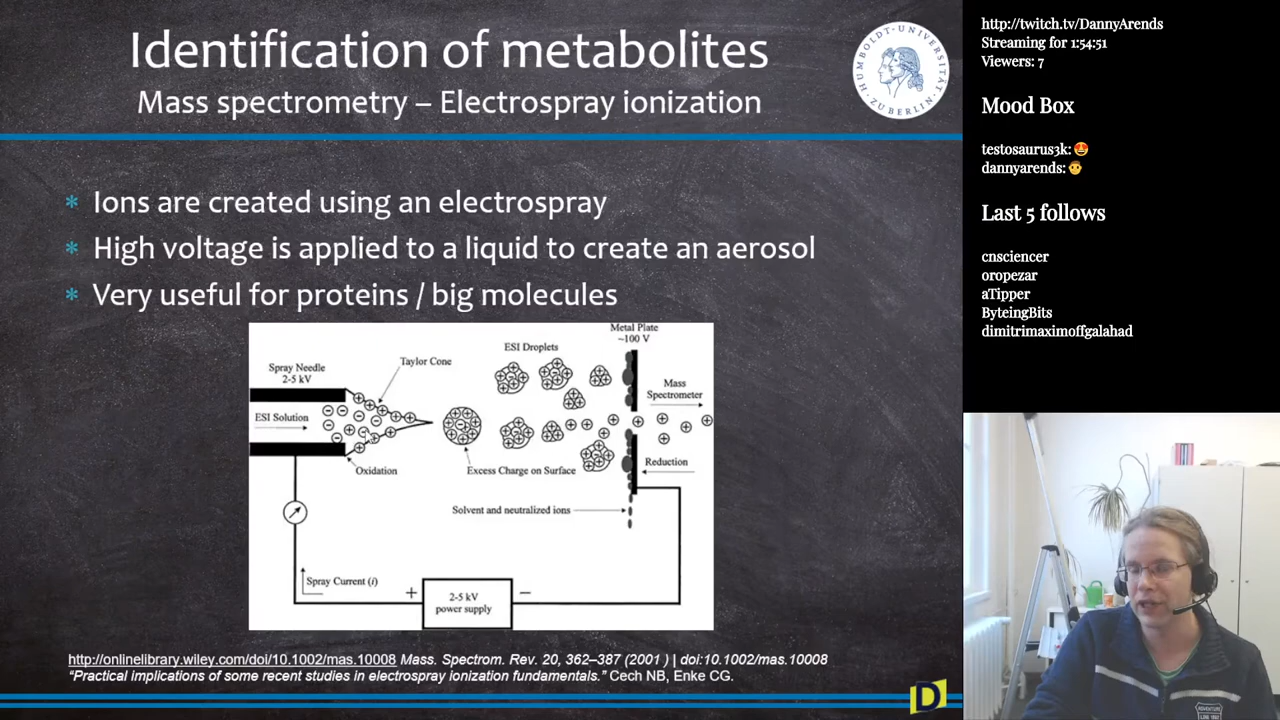 Identification of metabolites
Mass spectrometry – Electrospray ionization
HUMBOLDT-UNIVERSITÄT ZU BERLIN
* Ions are created using an electrospray
* High voltage is applied to a liquid to create an aerosol
* Very useful for proteins / big molecules
Metal Plate
~100 V
ESI Droplets
Taylor Cone
Spray Needle
2-5 kV
Mass
Spectrometer
ESI Solution
Oxidation
Excess Charge on Surface
Reduction
Solvent and neutralized ions
Spray Current (i)
+
−
2-5 kV
power supply
http://onlinelibrary.wiley.com/doi/10.1002/mas.10008 Mass. Spectrom. Rev. 20, 362–387 (2001 ) | doi:10.1002/mas.10008
“Practical implications of some recent studies in electrospray ionization fundamentals.” Cech NB, Enke CG.
D
http://twitch.tv/DannyArends
Streaming for 1:54:51
Viewers: 7
Mood Box
testosaurus3k: 😍
dannyarends: 👨
Last 5 follows
cnsciencer
oropezar
aTipper
ByteingBits
dimitrimaximoffgalahad